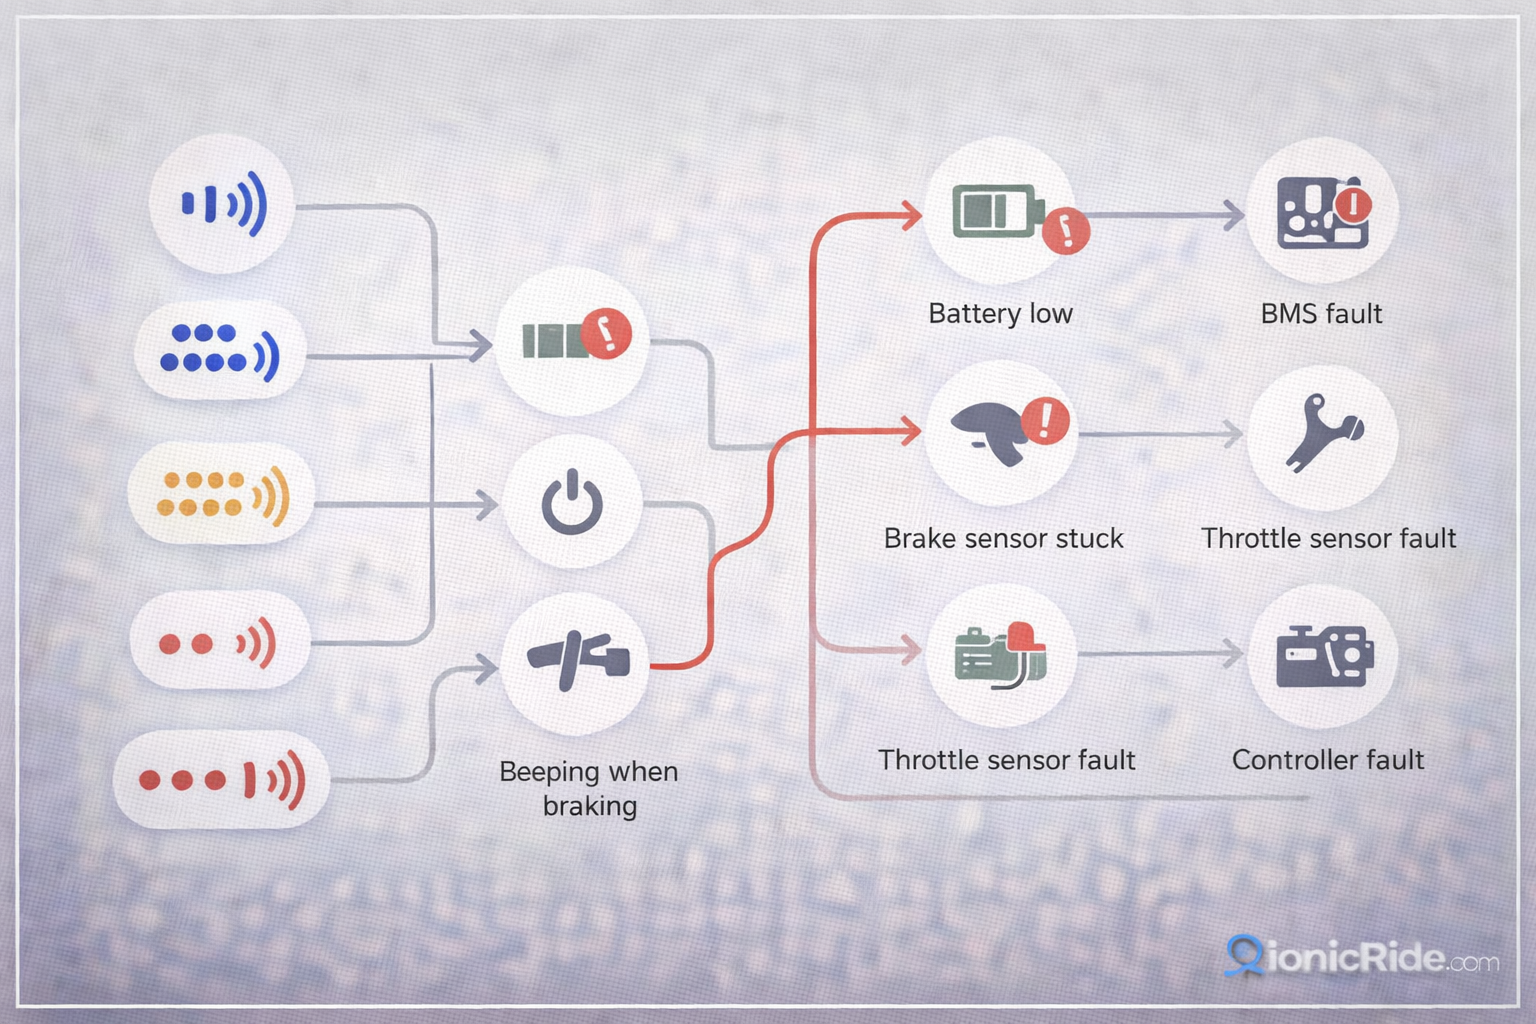 Battery low
BMS fault
Brake sensor stuck
Throttle sensor fault
Beeping when
braking
Throttle sensor fault
Controller fault
ionicRide.com